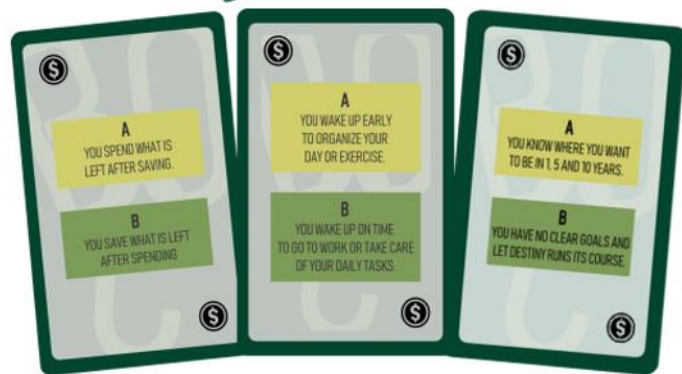 $
A
YOU SPEND WHAT IS
LEFT AFTER SAVING.
B
YOU SAVE WHAT IS LEFT
AFTER SPENDING
$
$
A
YOU WAKE UP EARLY
TO ORGANIZE YOUR
DAY OR EXERCISE.
B
YOU WAKE UP ON TIME
TO GO TO WORK OR TAKE CARE
OF YOUR DAILY TASKS.
$
$
A
YOU KNOW WHERE YOU WANT
TO BE IN 1, 5 AND 10 YEARS.
B
YOU HAVE NO CLEAR GOALS AND
LET DESTINY RUNS ITS COURSE.
$